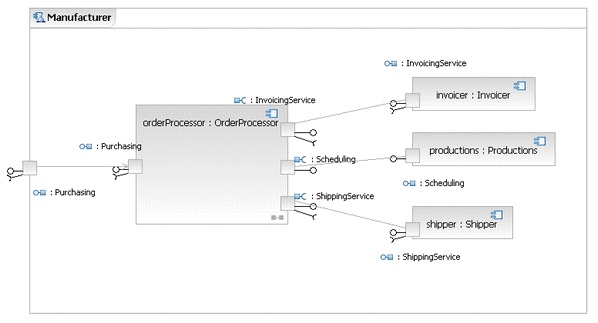 Manufacturer
: InvoicingService
invoicer : Invoicer
: InvoicingService
orderProcessor : OrderProcessor
: Purchasing
: Scheduling
productions : Productions
: Purchasing
: Scheduling
: ShippingService
shipper : Shipper
: ShippingService